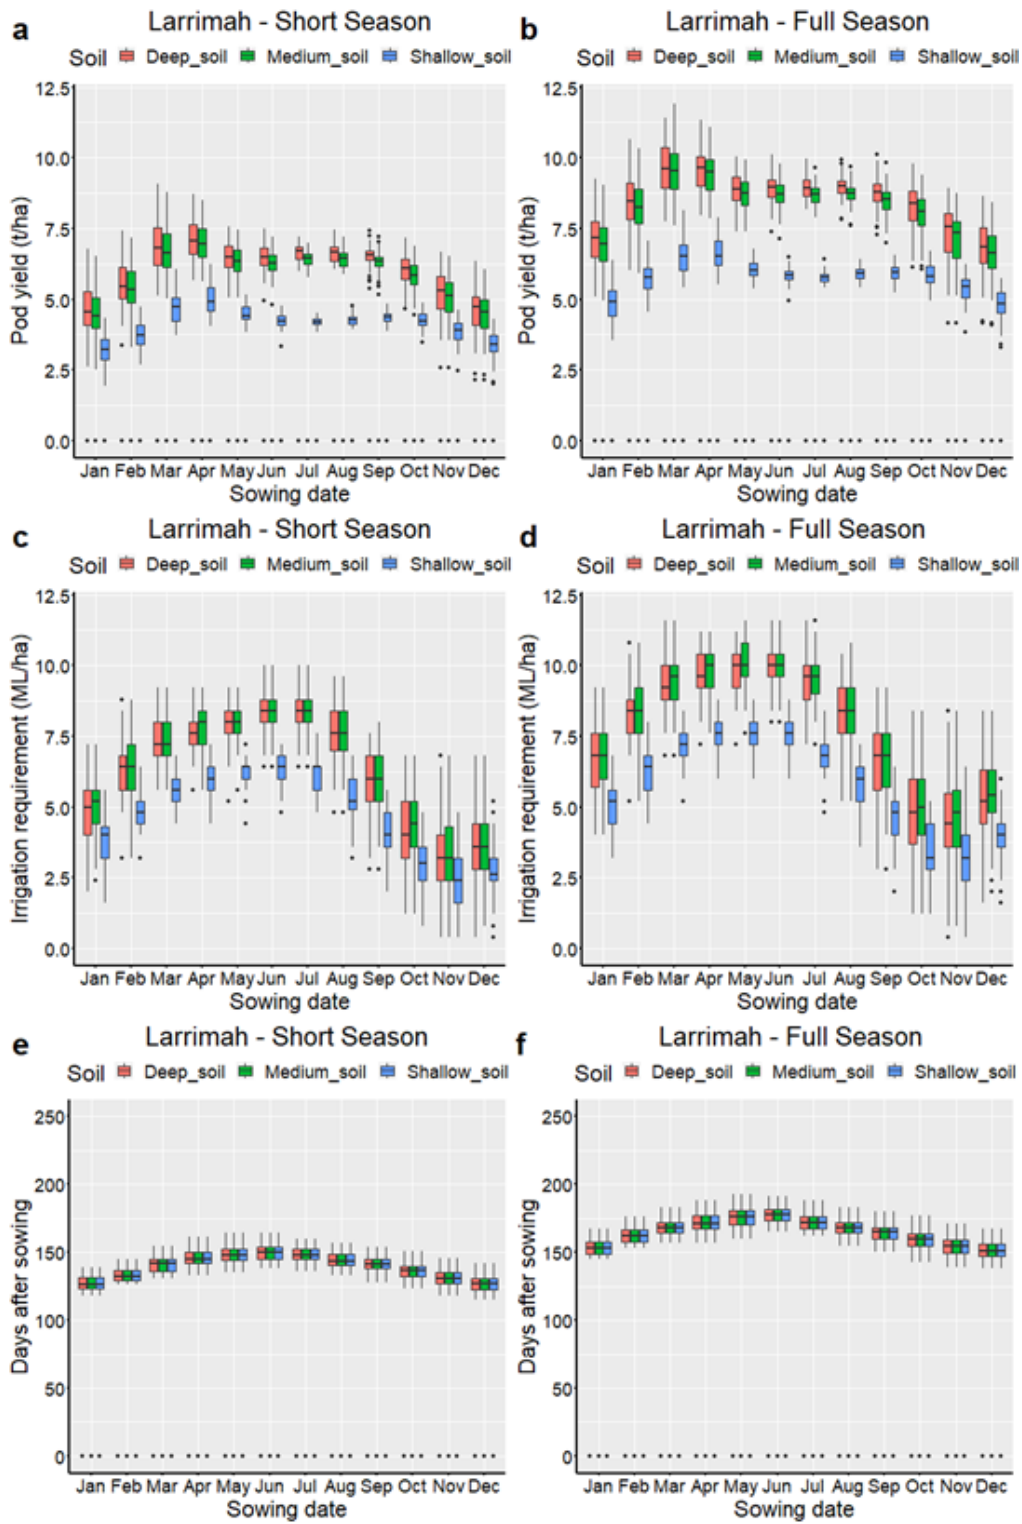 a
Larrimah - Short Season
Soil Deep_soil Medium_soil Shallow_soil
12.5
10.0
7.5
5.0
2.5
0.0
Pod yield (t/ha)
Jan Feb Mar Apr May Jun Jul Aug Sep Oct Nov Dec
Sowing date
b
Larrimah - Full Season
Soil Deep_soil Medium_soil Shallow_soil
12.5
10.0
7.5
5.0
2.5
0.0
Pod yield (t/ha)
Jan Feb Mar Apr May Jun Jul Aug Sep Oct Nov Dec
Sowing date
c
Larrimah - Short Season
Soil Deep_soil Medium_soil Shallow_soil
12.5
10.0
7.5
5.0
2.5
0.0
Irrigation requirement (ML/ha)
Jan Feb Mar Apr May Jun Jul Aug Sep Oct Nov Dec
Sowing date
d
Larrimah - Full Season
Soil Deep_soil Medium_soil Shallow_soil
12.5
10.0
7.5
5.0
2.5
0.0
Irrigation requirement (ML/ha)
Jan Feb Mar Apr May Jun Jul Aug Sep Oct Nov Dec
Sowing date
e
Larrimah - Short Season
Soil Deep_soil Medium_soil Shallow_soil
250
200
150
100
50
0
Days after sowing
Jan Feb Mar Apr May Jun Jul Aug Sep Oct Nov Dec
Sowing date
f
Larrimah - Full Season
Soil Deep_soil Medium_soil Shallow_soil
250
200
150
100
50
0
Days after sowing
Jan Feb Mar Apr May Jun Jul Aug Sep Oct Nov Dec
Sowing date